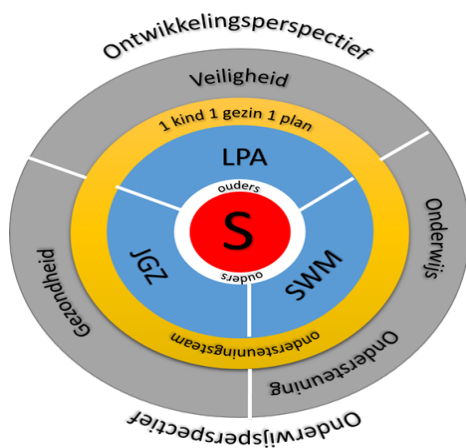 Ontwikkelingsperspectief
Veiligheid
1 kind 1 gezin 1 plan
LPA
ouders
S
ouders
JGZ
SWM
Gezondheid
Onderwijs
ondersteuningsteam
Ondersteuning
Onderwijsperspectief